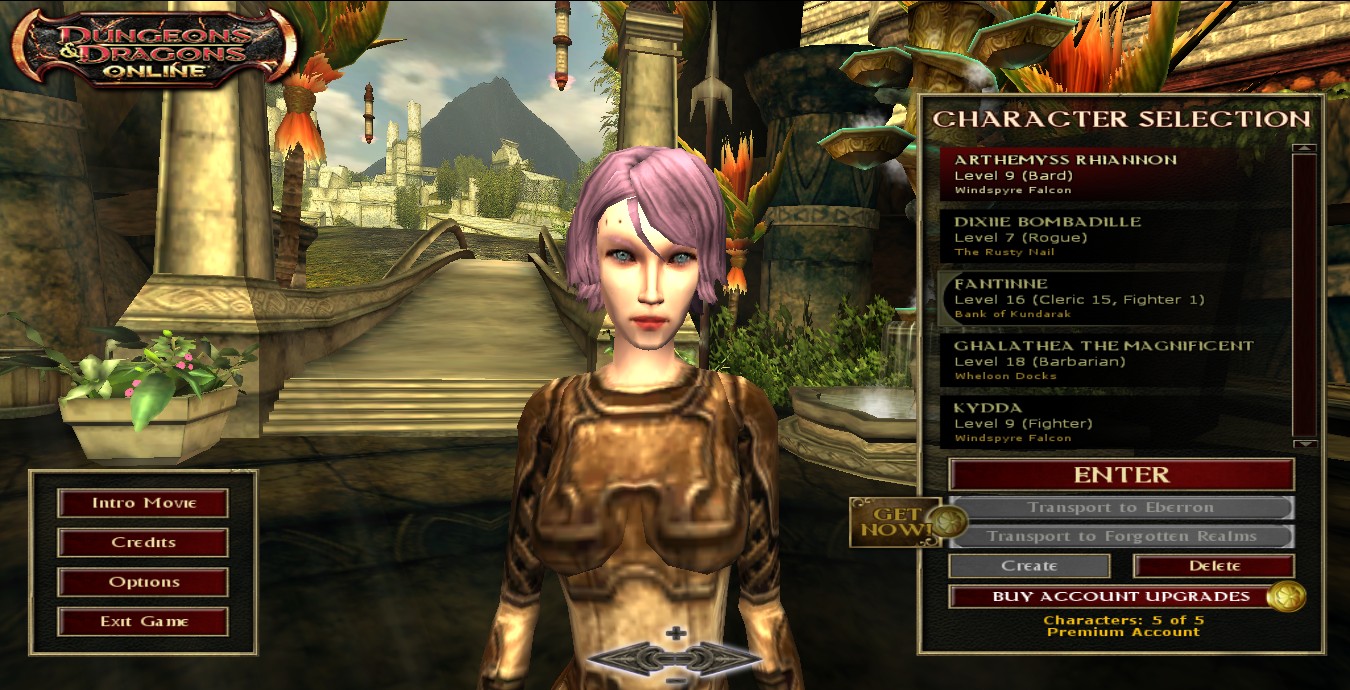 DUNGEONS
& DRAGONS
ONLINE
CHARACTER SELECTION
ARTHEMYSS RHIANNON
Level 9 (Bard)
Windspyre Falcon
DIXIIE BOMBADILLE
Level 7 (Rogue)
The Rusty Nail
FANTINNE
Level 16 (Cleric 15, Fighter 1)
Bank of Kundarak
GHALATHEA THE MAGNIFICENT
Level 18 (Barbarian)
Wheloon Docks
KYDDA
Level 9 (Fighter)
Windspyre Falcon
ENTER
GET
NOW!
Transport to Eberron
Transport to Forgotten Realms
Create
Delete
BUY ACCOUNT UPGRADES
Characters: 5 of 5
Premium Account
Intro Movie
Credits
Options
Exit Game